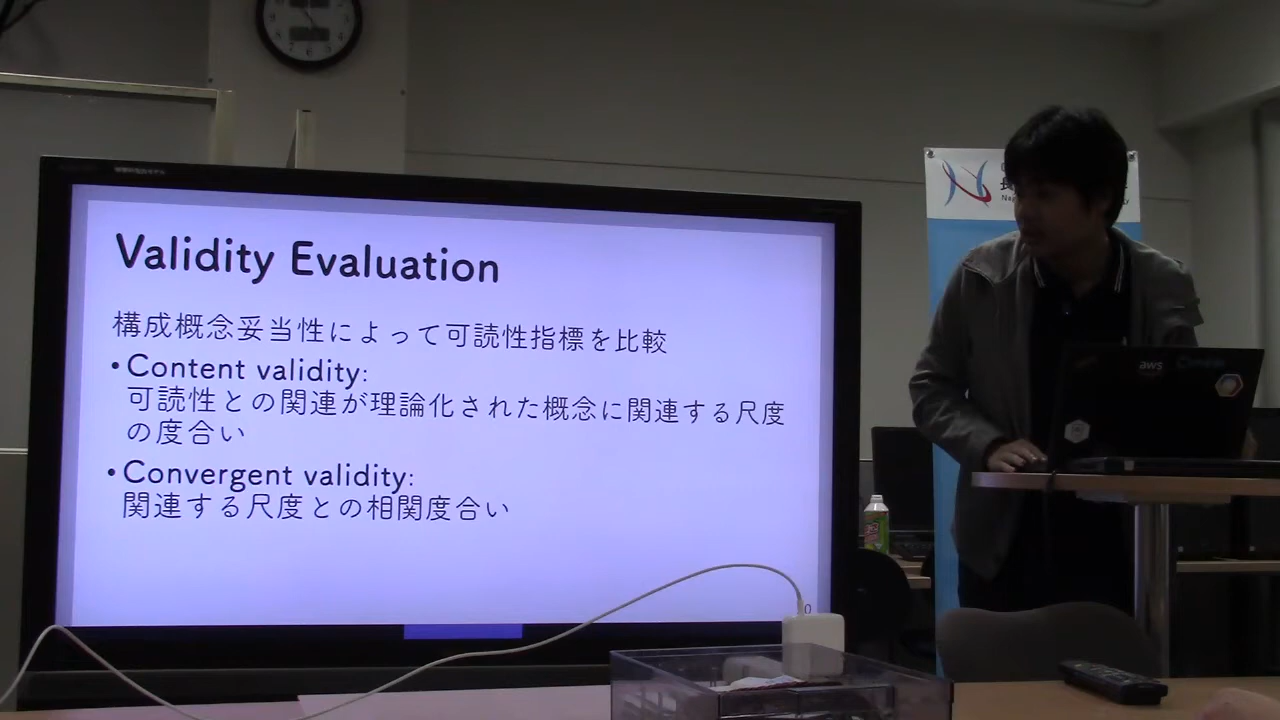 Validity Evaluation
構成概念妥当性によって可読性指標を比較
•Content validity:
可読性との関連が理論化された概念に関連する尺度
の度合い
•Convergent validity:
関連する尺度との相関度合い
長
Nag
aws